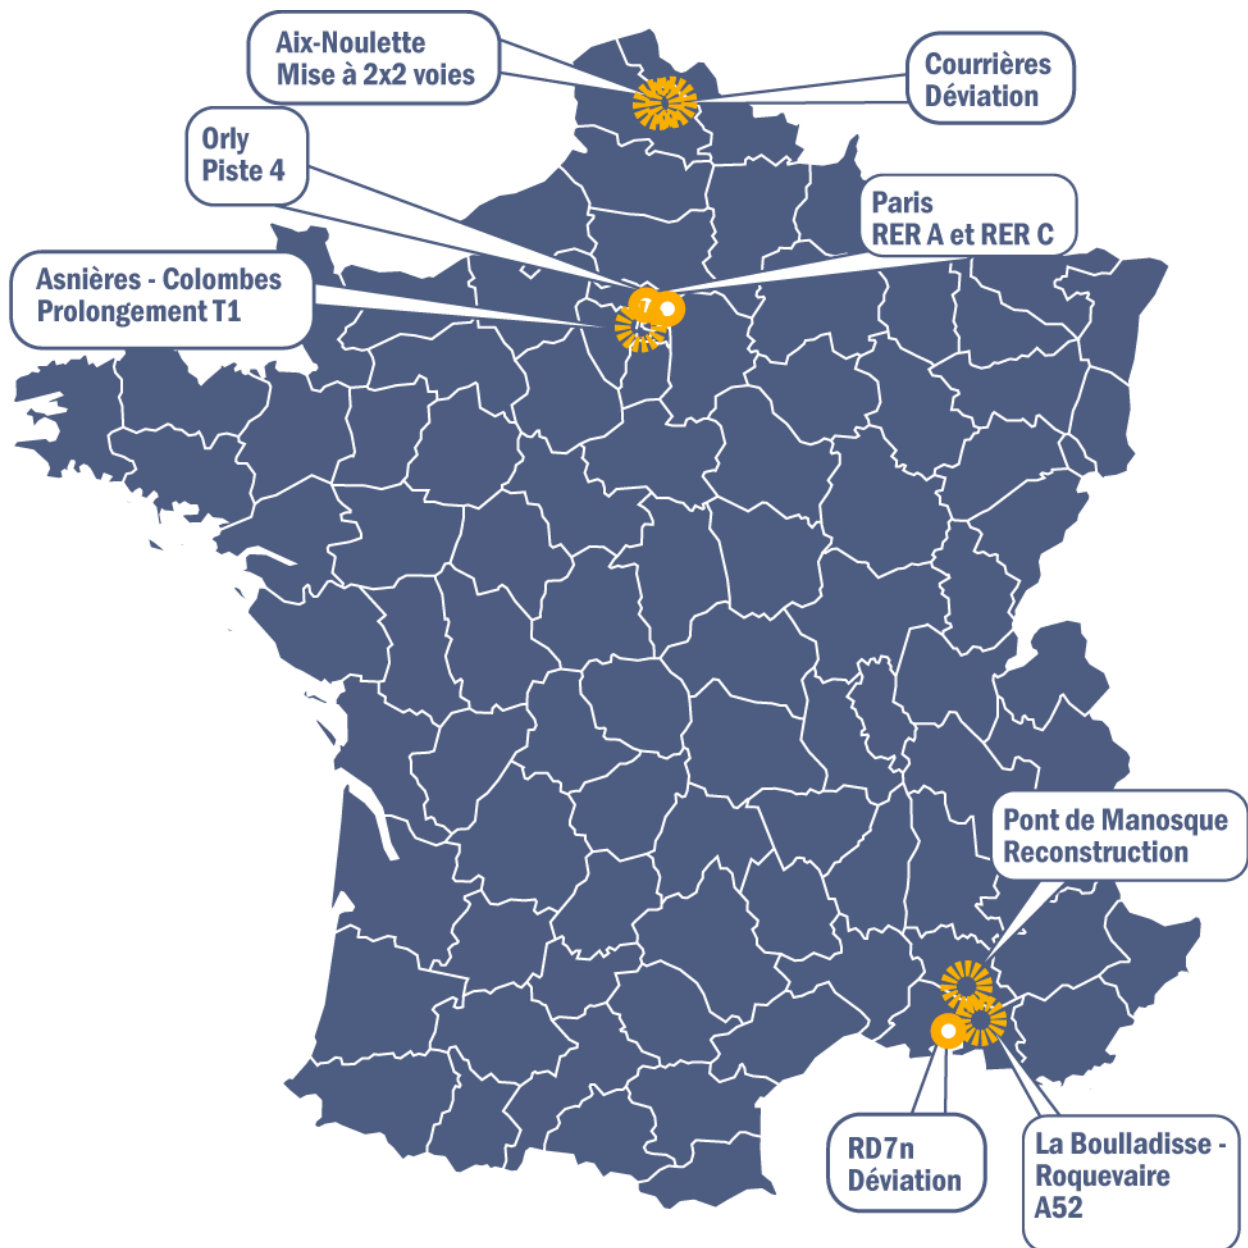 Aix-Noulette
Mise à 2x2 voies
Courrières
Déviation
Orly
Piste 4
Paris
RER A et RER C
Asnières - Colombes
Prolongement T1
Pont de Manosque
Reconstruction
RD7n
Déviation
La Boulladisse -
Roquevaire
A52